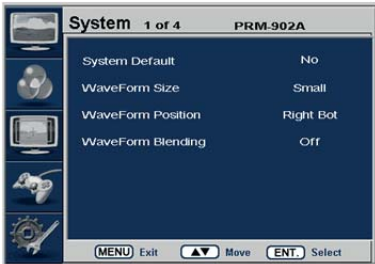 System 1 of 4 PRM-902A
System Default No
WaveForm Size Small
WaveForm Position Right Bot
WaveForm Blending Off
MENU Exit ▲▼ Move ENT. Select